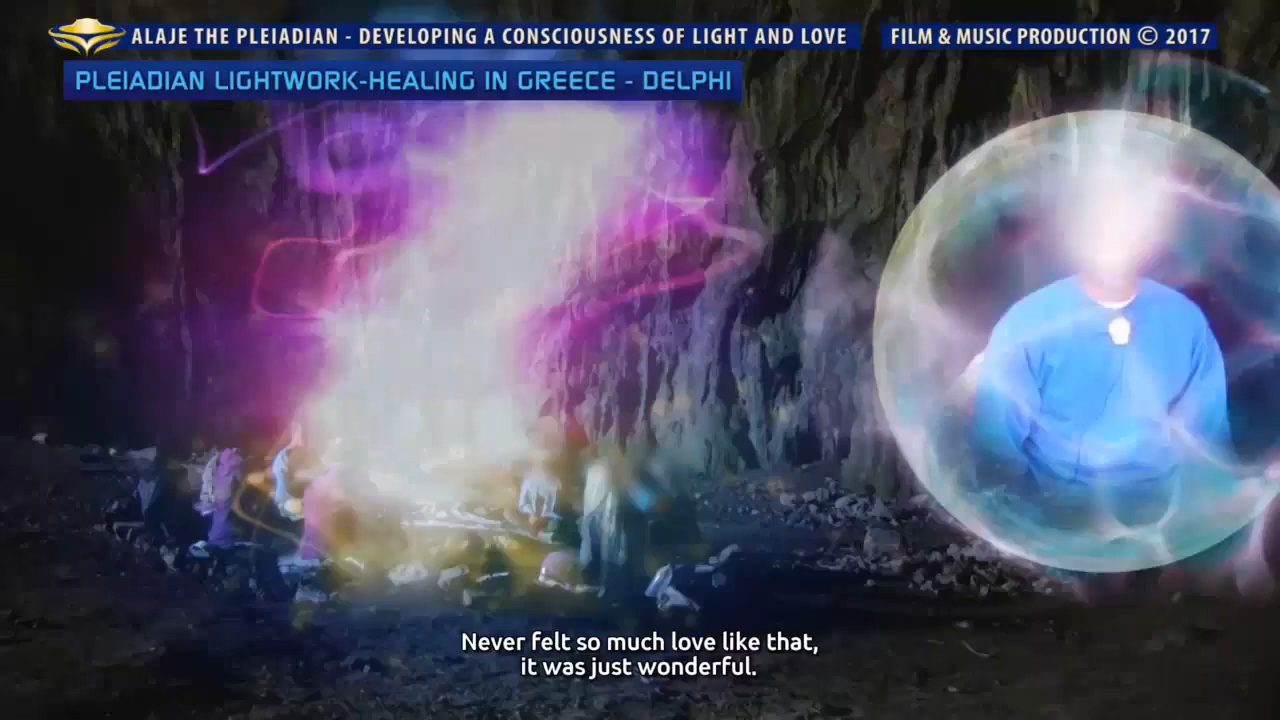 ALAJE THE PLEIADIAN - DEVELOPING A CONSCIOUSNESS OF LIGHT AND LOVE FILM & MUSIC PRODUCTION © 2017
PLEIADIAN LIGHTWORK-HEALING IN GREECE - DELPHI
Never felt so much love like that,
it was just wonderful.